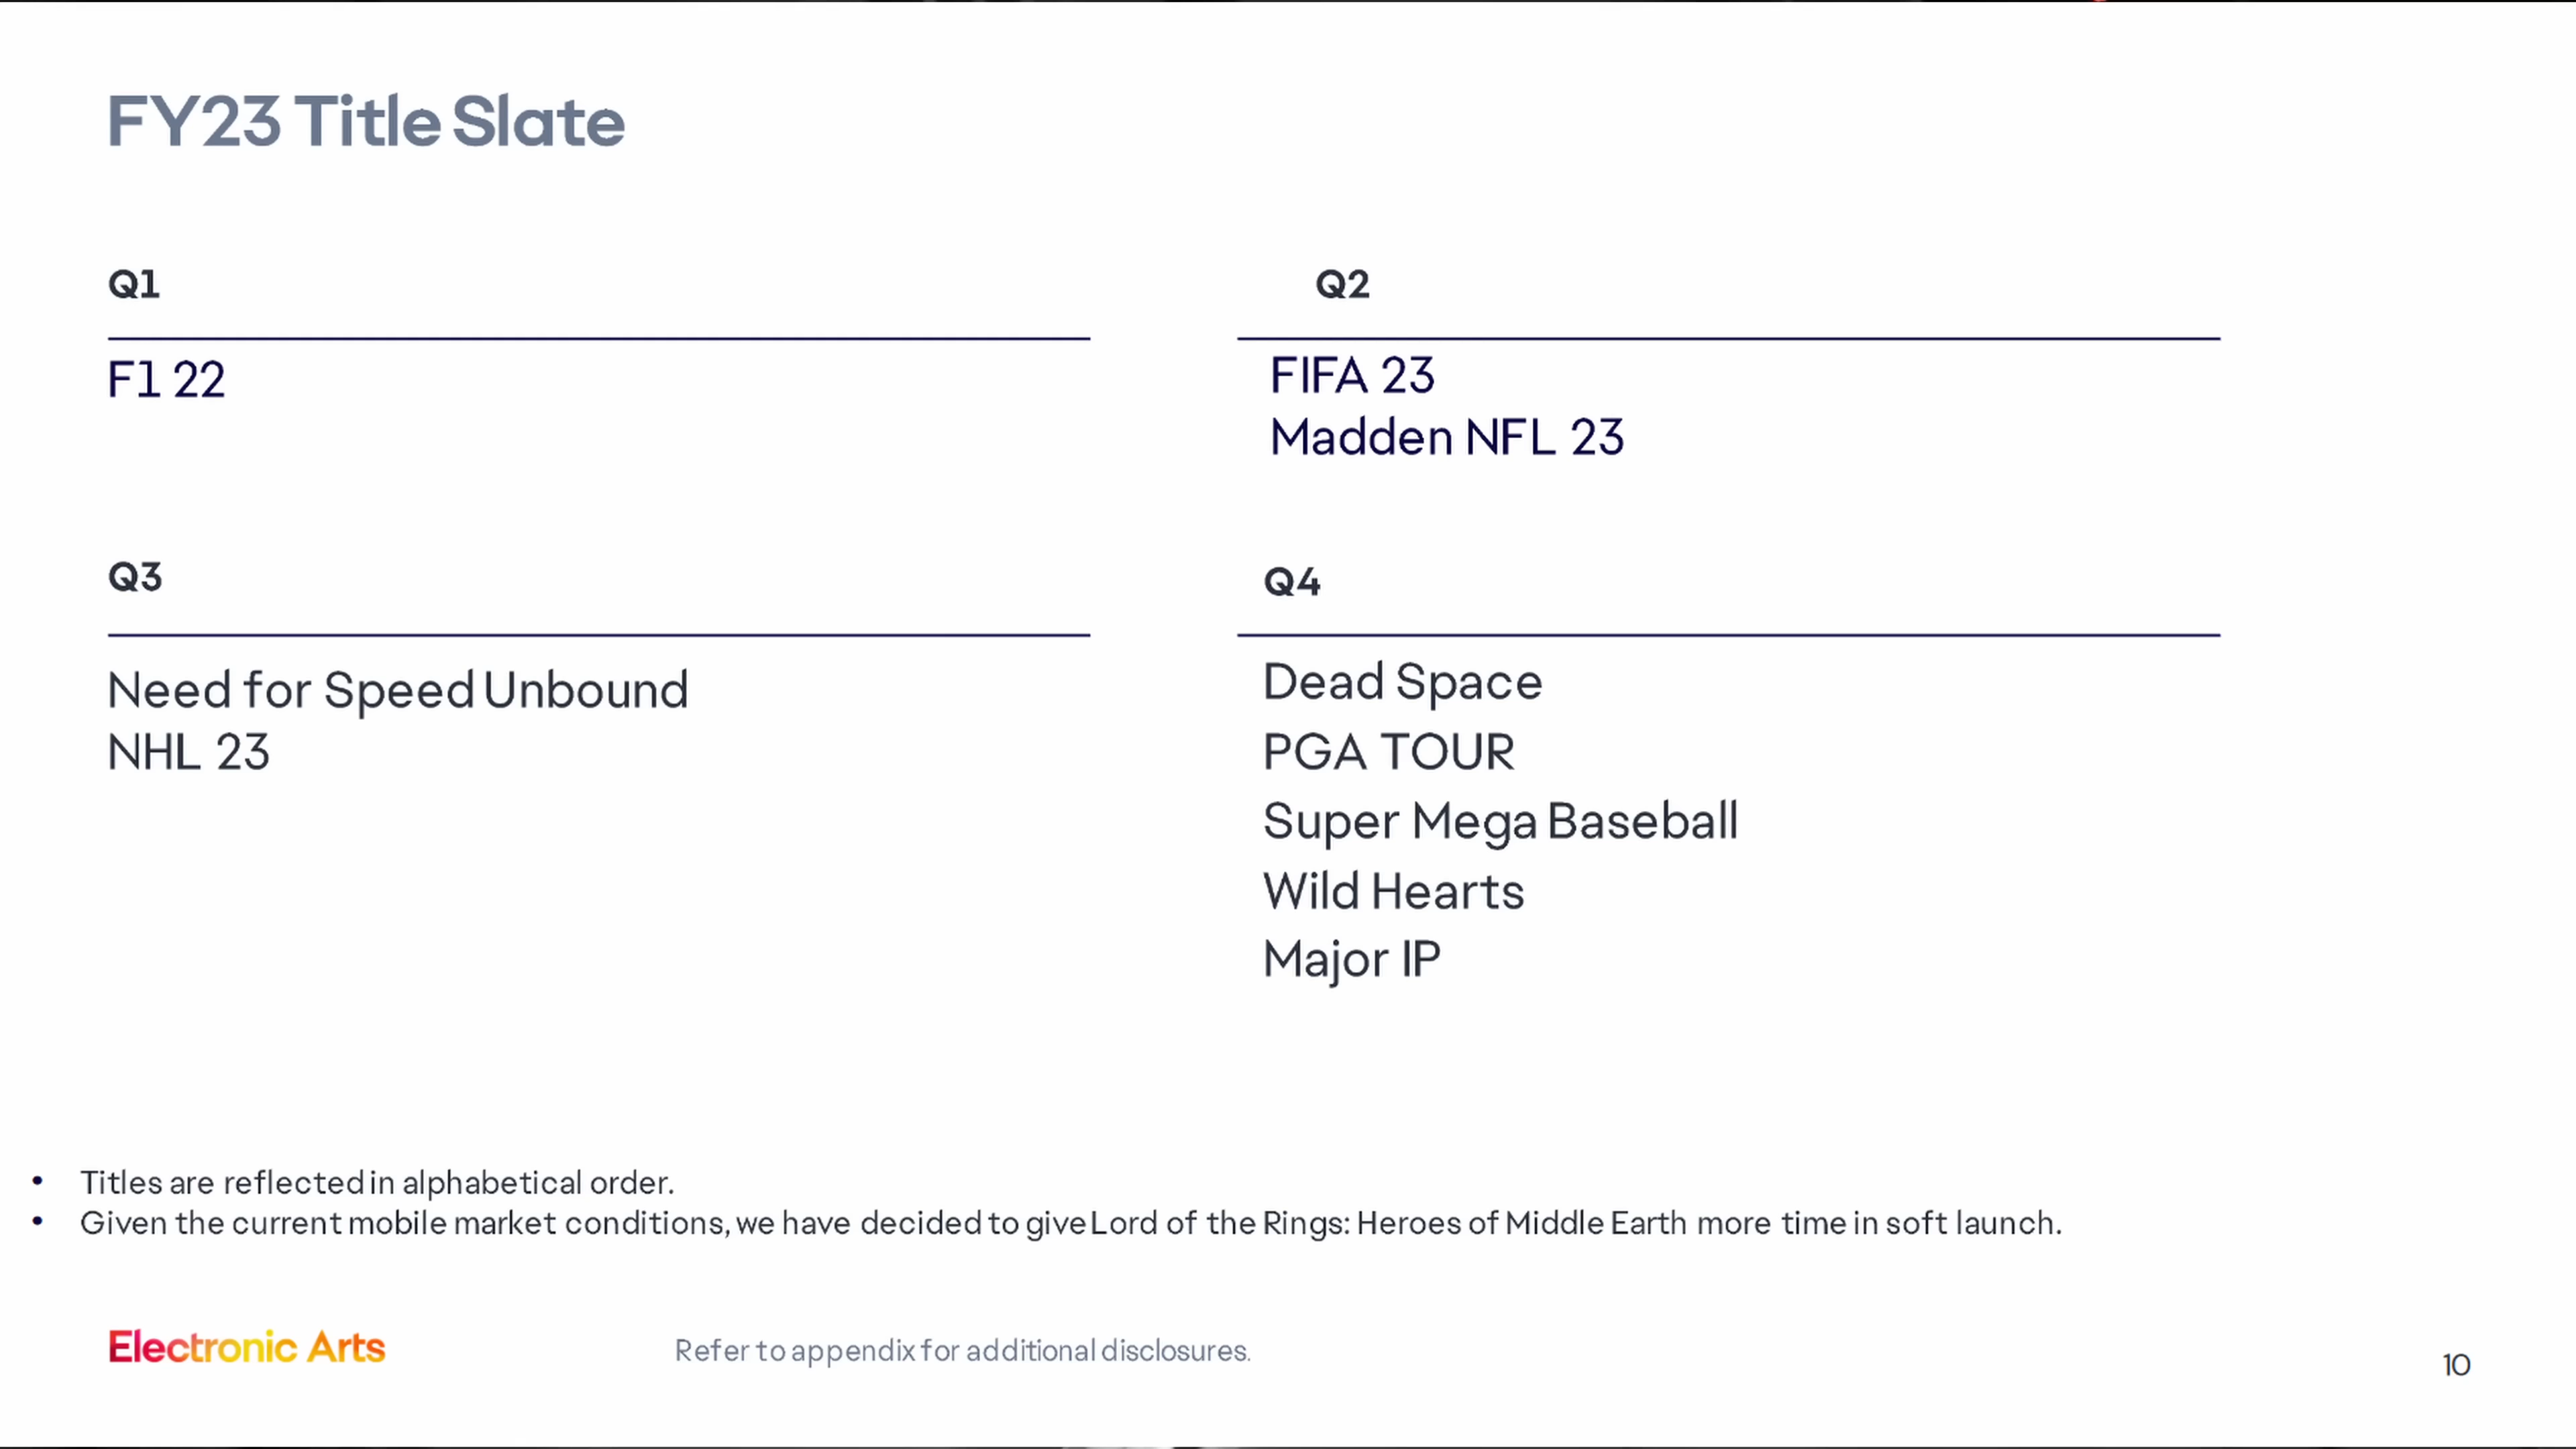 FY23 Title Slate
Q1
F1 22
Q2
FIFA 23
Madden NFL 23
Q3
Need for Speed Unbound
NHL 23
Q4
Dead Space
PGA TOUR
Super Mega Baseball
Wild Hearts
Major IP
• Titles are reflected in alphabetical order.
• Given the current mobile market conditions, we have decided to give Lord of the Rings: Heroes of Middle Earth more time in soft launch.
Electronic Arts
Refer to appendix for additional disclosures.
10